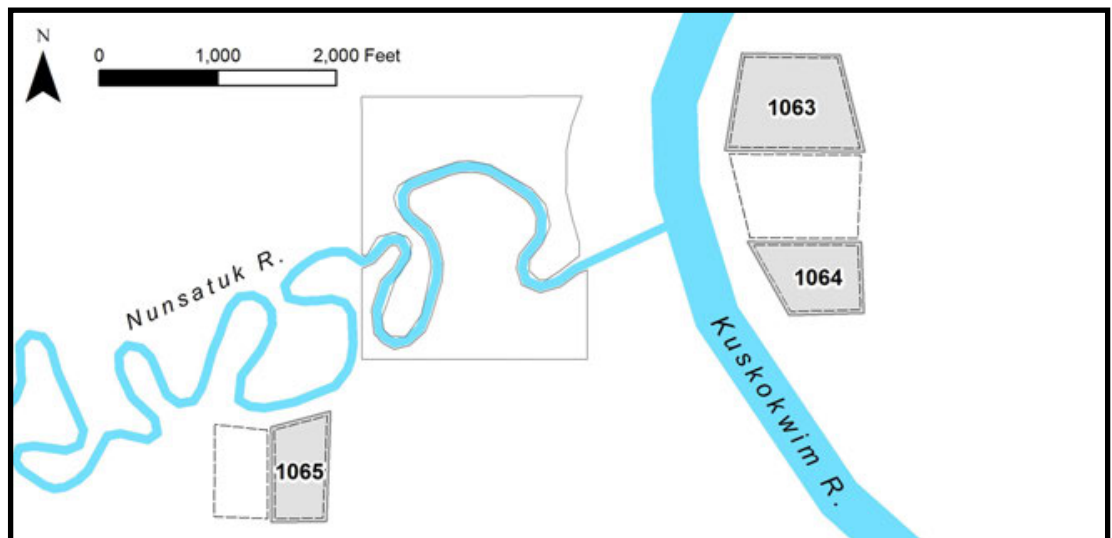 N
0 1,000 2,000 Feet
1063
1064
Nunsatuk R.
Kuskokwim R.
1065